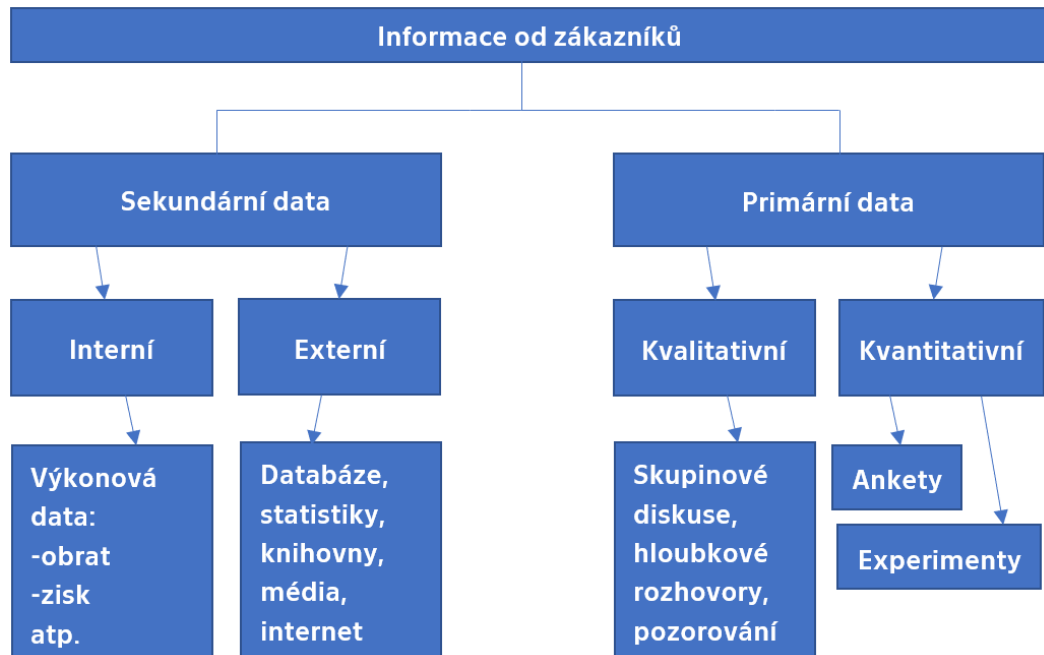 Informace od zákazníků
Sekundární data
Primární data
Interní
Externí
Kvalitativní
Kvantitativní
Výkonová
data:
-obrat
-zisk
atp.
Databáze,
statistiky,
knihovny,
média,
internet
Skupinové
diskuse,
hloubkové
rozhovory,
pozorování
Ankety
Experimenty